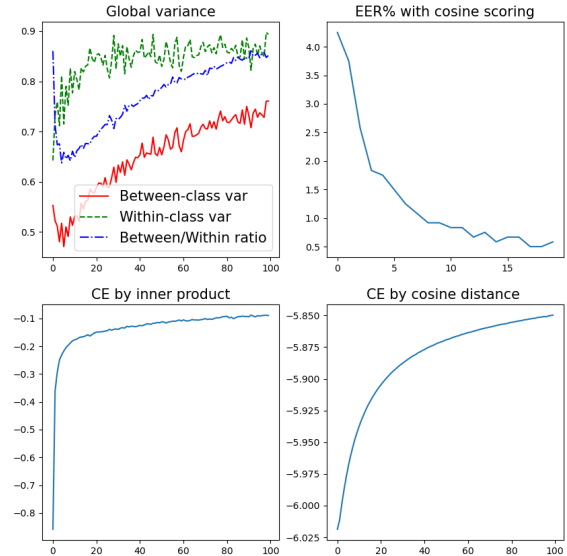 Global variance
0.9
0.8
0.7
0.6
0.5
0 20 40 60 80 100
Between-class var
Within-class var
Between/Within ratio
EER% with cosine scoring
4.0
3.5
3.0
2.5
2.0
1.5
1.0
0.5
0 5 10 15
CE by inner product
-0.1
-0.2
-0.3
-0.4
-0.5
-0.6
-0.7
-0.8
0 20 40 60 80 100
CE by cosine distance
-5.850
-5.875
-5.900
-5.925
-5.950
-5.975
-6.000
-6.025
0 20 40 60 80 100